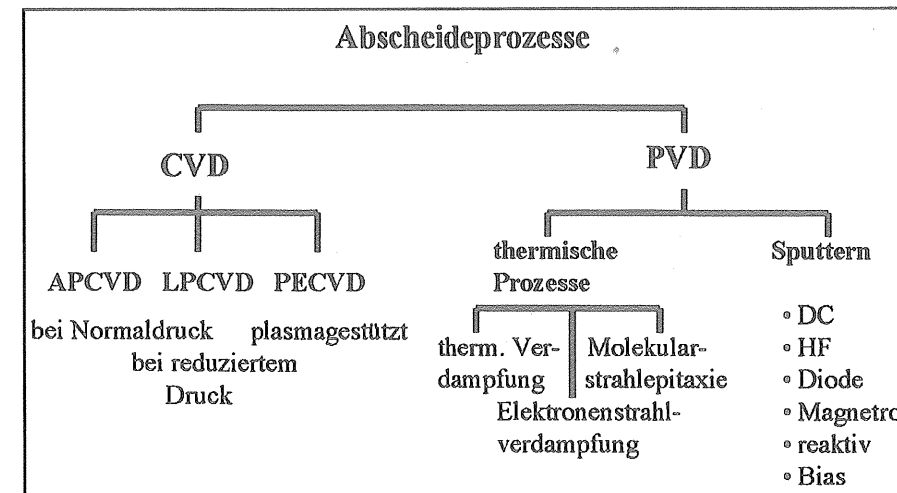 Abscheideprozesse
CVD
PVD
APCVD LPCVD PECVD
bei Normaldruck plasmagestützt
bei reduziertem
Druck
thermische
Prozesse
therm. Ver-
dampfung
Molekular-
strahlepitaxie
Elektronenstrahl-
verdampfung
Sputtern
• DC
• HF
• Diode
• Magnetro
• reaktiv
• Bias